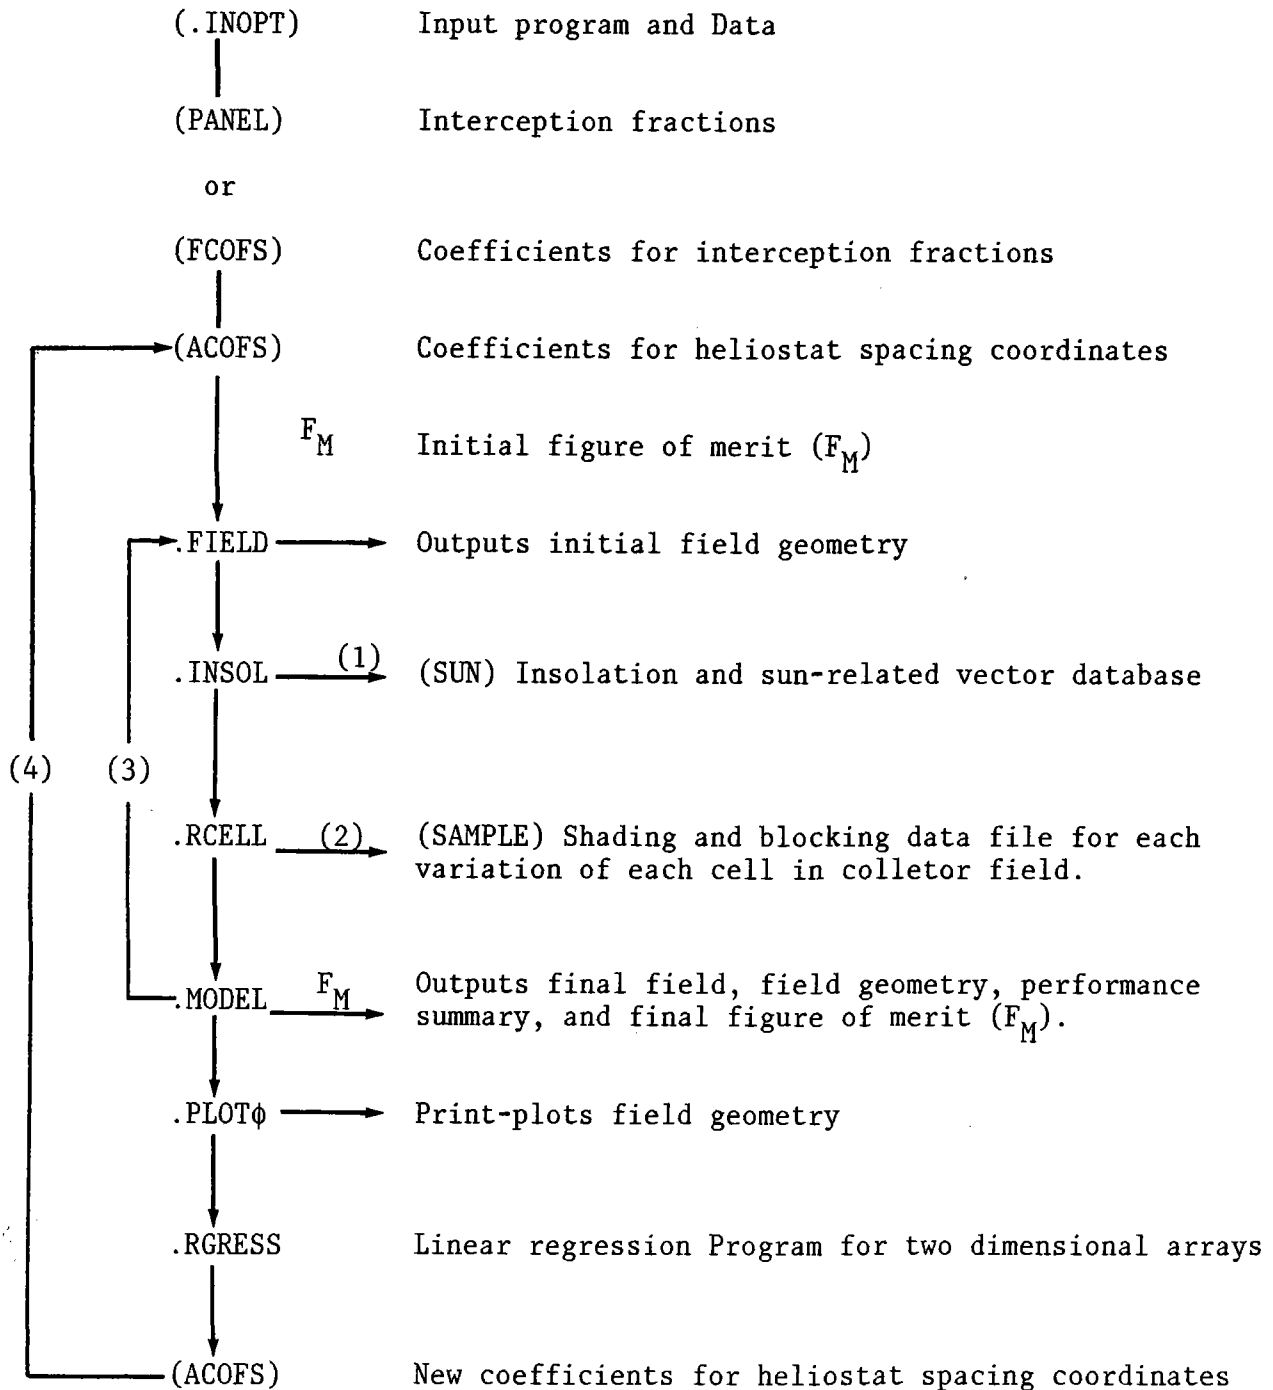 (.INOPT) Input program and Data
(PANEL) Interception fractions
or
(FCOFS) Coefficients for interception fractions
(ACOFS) Coefficients for heliostat spacing coordinates
F_M Initial figure of merit (F_M)
.FIELD Outputs initial field geometry
.INSOL (1) (SUN) Insolation and sun-related vector database
(4) (3)
.RCELL (2) (SAMPLE) Shading and blocking data file for each
variation of each cell in colletor field.
.MODEL F_M Outputs final field, field geometry, performance
summary, and final figure of merit (F_M).
.PLOTϕ Print-plots field geometry
.RGRESS Linear regression Program for two dimensional arrays
(ACOFS) New coefficients for heliostat spacing coordinates